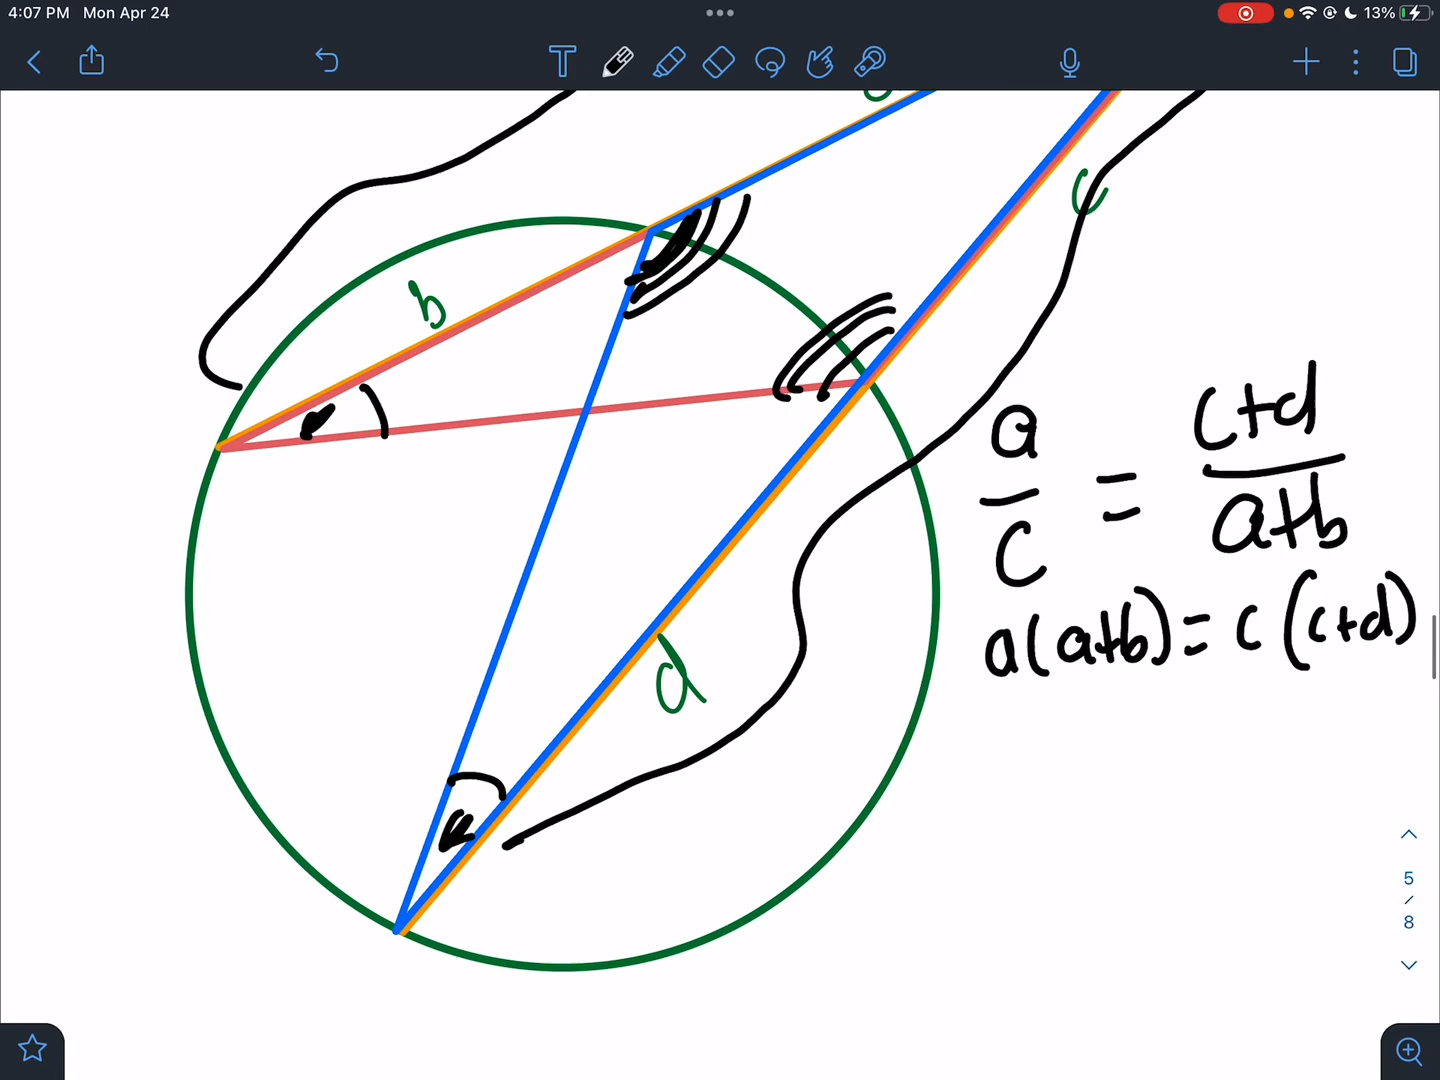 4:07 PM Mon Apr 24
13%
T
c
b
a/c = c+d/a+b
a(a+b) = c(c+d)
d
5
/
8